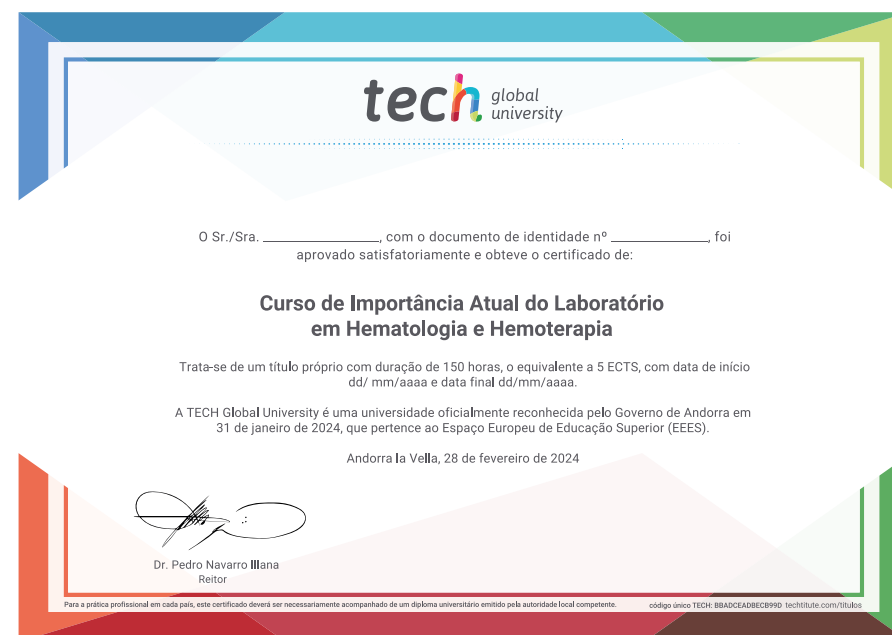 tech global
university
O Sr./Sra. ________________, com o documento de identidade nº ______________, foi
aprovado satisfatoriamente e obteve o certificado de:
Curso de Importância Atual do Laboratório
em Hematologia e Hemoterapia
Trata-se de um título próprio com duração de 150 horas, o equivalente a 5 ECTS, com data de início
dd/ mm/aaaa e data final dd/mm/aaaa.
A TECH Global University é uma universidade oficialmente reconhecida pelo Governo de Andorra em
31 de janeiro de 2024, que pertence ao Espaço Europeu de Educação Superior (EEES).
Andorra la Vella, 28 de fevereiro de 2024
Dr. Pedro Navarro Illana
Reitor
Para a prática profissional em cada país, este certificado deverá ser necessariamente acompanhado de um diploma universitário emitido pela autoridade local competente. código único TECH: BBADCEADBECB99D techtitute.com/titulos